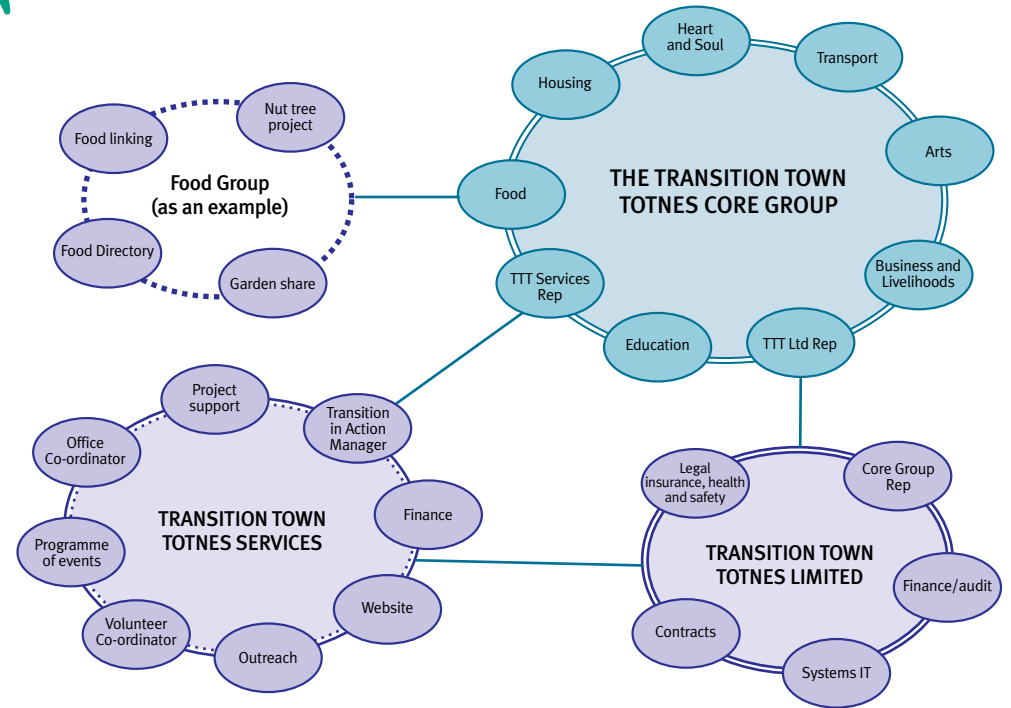 Heart
and Soul
Transport
Housing
Arts
THE TRANSITION TOWN
TOTNES CORE GROUP
Food
Business and
Livelihoods
TTT Services
Rep
Education
TTT Ltd Rep
Nut tree
project
Food linking
Food Group
(as an example)
Food Directory
Garden share
Project
support
Transition
in Action
Manager
Office
Co-ordinator
Finance
TRANSITION TOWN
TOTNES SERVICES
Programme
of events
Website
Volunteer
Co-ordinator
Outreach
Legal
insurance, health
and safety
Core Group
Rep
TRANSITION TOWN
TOTNES LIMITED
Finance/audit
Contracts
Systems IT